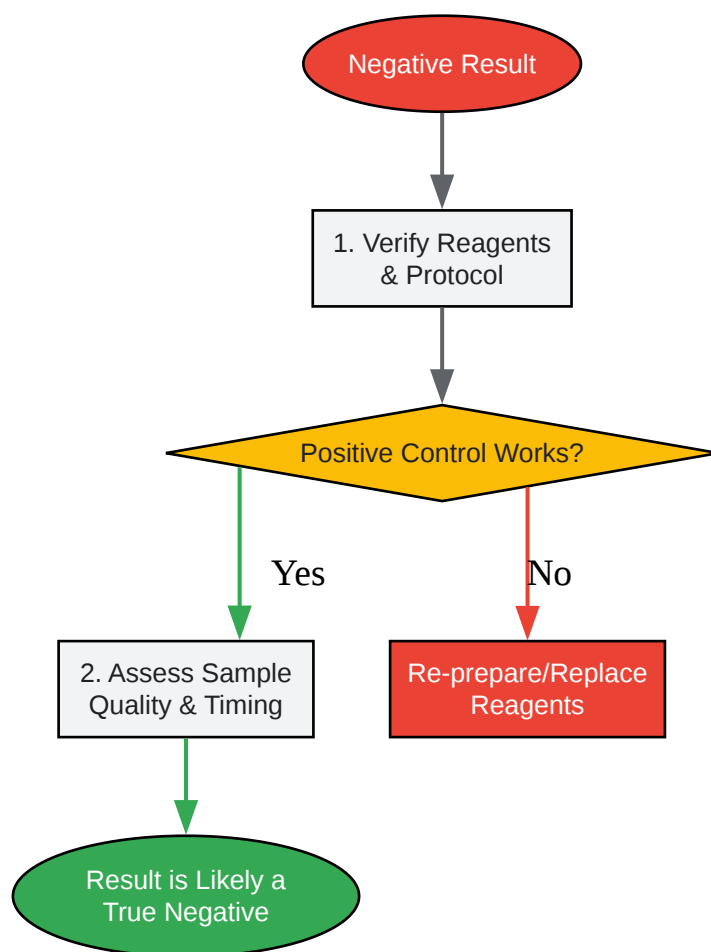 Negative Result
1. Verify Reagents
& Protocol
Positive Control Works?
Yes
No
2. Assess Sample
Quality & Timing
Re-prepare/Replace
Reagents
Result is Likely a
True Negative